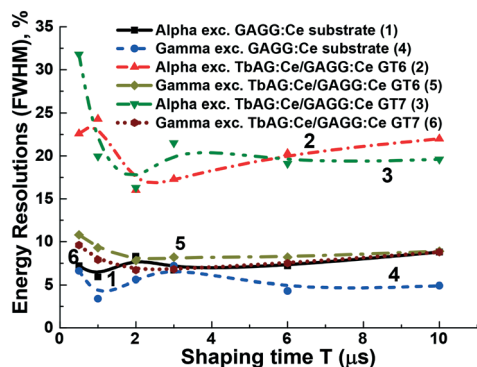 Energy Resolutions (FWHM), %
35
30
25
20
15
10
5
0
Alpha exc. GAGG:Ce substrate (1)
Gamma exc. GAGG:Ce substrate (4)
Alpha exc. TbAG:Ce/GAGG:Ce GT6 (2)
Gamma exc. TbAG:Ce/GAGG:Ce GT6 (5)
Alpha exc. TbAG:Ce/GAGG:Ce GT7 (3)
Gamma exc. TbAG:Ce/GAGG:Ce GT7 (6)
2
3
6
1
5
4
0 2 4 6 8 10
Shaping time T (μs)